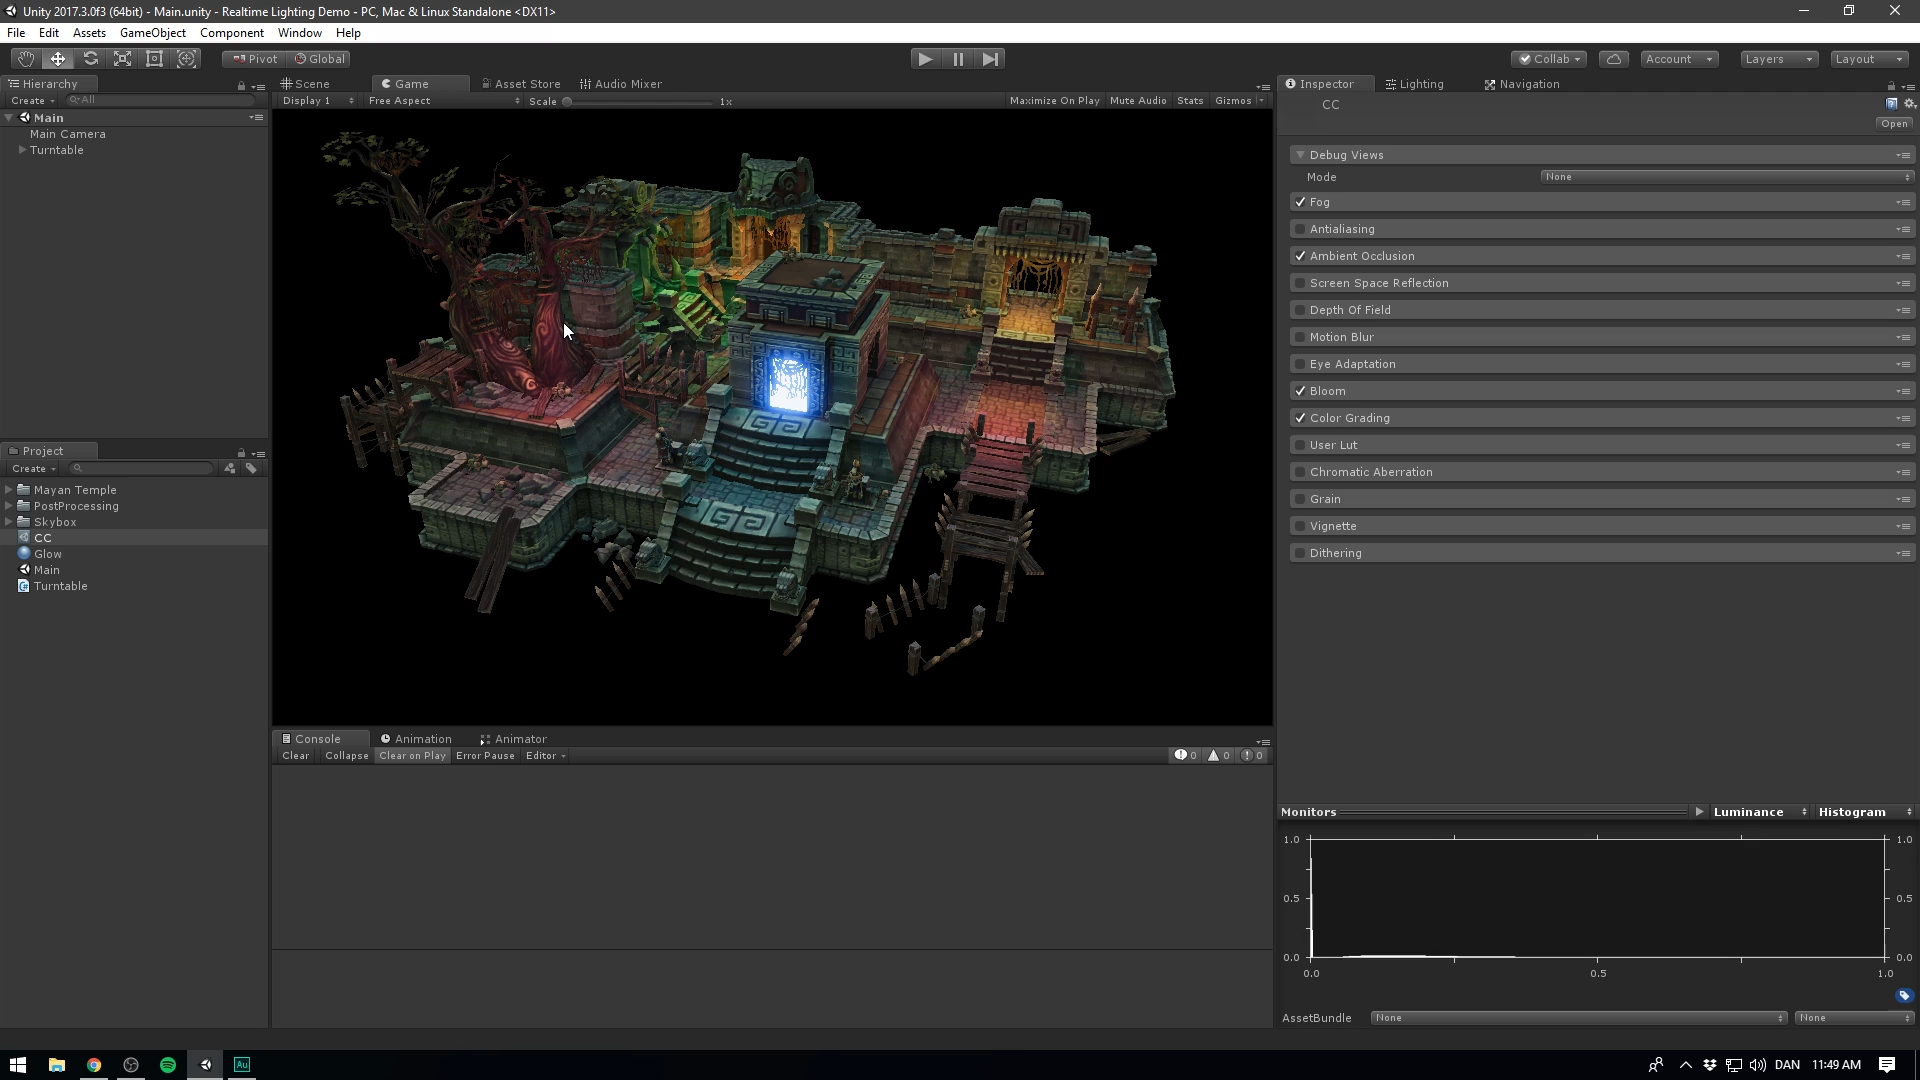 Unity 2017.3.0f3 (64bit) - Main.unity - Realtime Lighting Demo - PC, Mac & Linux Standalone <DX11>
File Edit Assets GameObject Component Window Help
Pivot Global Collab Account Layers Layout
Hierarchy
Create All
Main
Main Camera
Turntable
Scene Game Asset Store Audio Mixer
Display 1 Free Aspect Scale 1x Maximize On Play Mute Audio Stats Gizmos
Inspector Lighting Navigation
CC
Open
Debug Views
Mode None
Fog
Antialiasing
Ambient Occlusion
Screen Space Reflection
Depth Of Field
Motion Blur
Eye Adaptation
Bloom
Color Grading
User Lut
Chromatic Aberration
Grain
Vignette
Dithering
Project
Create
Mayan Temple
PostProcessing
Skybox
CC
Glow
Main
Turntable
Console Animation Animator
Clear Collapse Clear on Play Error Pause Editor 0 0 0
Monitors Luminance Histogram
1.0 1.0
0.5 0.5
0.0 0.0
0.0 0.5 1.0
AssetBundle None None
Au DAN 11:49 AM